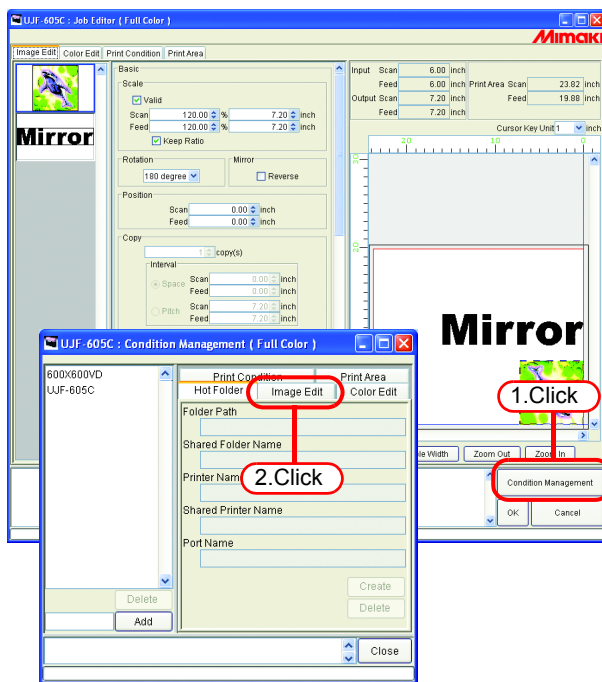 UJF-605C : Job Editor ( Full Color )
Mimaki
Image Edit Color Edit Print Condition Print Area
Mirror
Basic
Scale
Valid
Scan 120.00 % 7.20 inch
Feed 120.00 % 7.20 inch
Keep Ratio
Rotation
180 degree
Mirror
Reverse
Position
Scan 0.00 inch
Feed 0.00 inch
Copy
1 copy(s)
Interval
Space
Scan 0.00 inch
Feed 0.00 inch
Pitch
Scan 7.20 inch
Feed 7.20 inch
Input Scan 6.00 inch
Feed 6.00 inch
Output Scan 7.20 inch
Feed 7.20 inch
Print Area Scan 23.82 inch
Feed 19.88 inch
Cursor Key Unit 1 inch
20 10 0
20
Mirror
1.Click
le Width Zoom Out Zoom In
Condition Management
OK Cancel
UJF-605C : Condition Management ( Full Color )
600X600VD
UJF-605C
Print Condition Print Area
Hot Folder Image Edit Color Edit
Folder Path
Shared Folder Name
Printer Nam
2.Click
Shared Printer Name
Port Name
Create
Delete
Delete
Add
Close